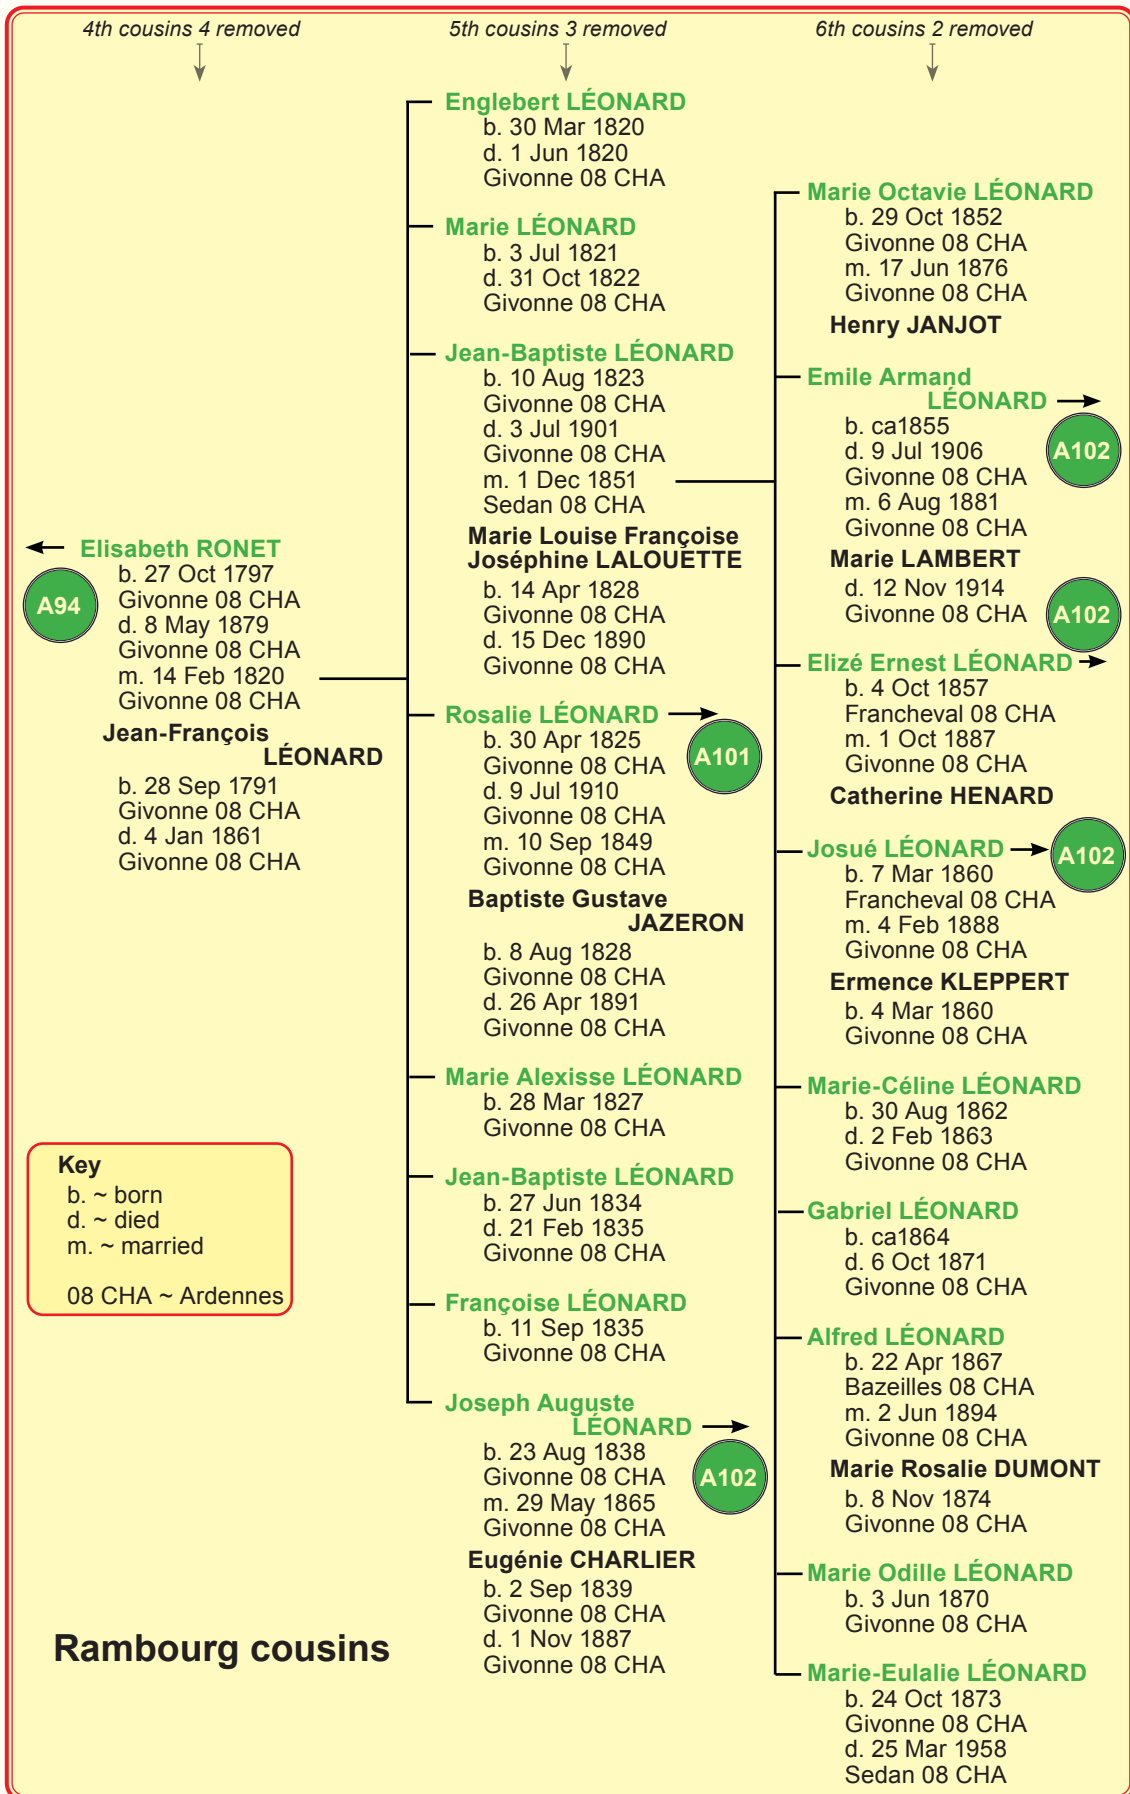 4th cousins 4 removed
5th cousins 3 removed
6th cousins 2 removed
Elisabeth RONET
A94
b. 27 Oct 1797
Givonne 08 CHA
d. 8 May 1879
Givonne 08 CHA
m. 14 Feb 1820
Givonne 08 CHA
Jean-François
LÉONARD
b. 28 Sep 1791
Givonne 08 CHA
d. 4 Jan 1861
Givonne 08 CHA
Key
b. ~ born
d. ~ died
m. ~ married
08 CHA ~ Ardennes
Rambourg cousins
Englebert LÉONARD
b. 30 Mar 1820
d. 1 Jun 1820
Givonne 08 CHA
Marie LÉONARD
b. 3 Jul 1821
d. 31 Oct 1822
Givonne 08 CHA
Jean-Baptiste LÉONARD
b. 10 Aug 1823
Givonne 08 CHA
d. 3 Jul 1901
Givonne 08 CHA
m. 1 Dec 1851
Sedan 08 CHA
Marie Louise Françoise
Joséphine LALOUETTE
b. 14 Apr 1828
Givonne 08 CHA
d. 15 Dec 1890
Givonne 08 CHA
Rosalie LÉONARD
A101
b. 30 Apr 1825
Givonne 08 CHA
d. 9 Jul 1910
Givonne 08 CHA
m. 10 Sep 1849
Givonne 08 CHA
Baptiste Gustave
JAZERON
b. 8 Aug 1828
Givonne 08 CHA
d. 26 Apr 1891
Givonne 08 CHA
Marie Alexisse LÉONARD
b. 28 Mar 1827
Givonne 08 CHA
Jean-Baptiste LÉONARD
b. 27 Jun 1834
d. 21 Feb 1835
Givonne 08 CHA
Françoise LÉONARD
b. 11 Sep 1835
Givonne 08 CHA
Joseph Auguste
LÉONARD
A102
b. 23 Aug 1838
Givonne 08 CHA
m. 29 May 1865
Givonne 08 CHA
Eugénie CHARLIER
b. 2 Sep 1839
Givonne 08 CHA
d. 1 Nov 1887
Givonne 08 CHA
Marie Octavie LÉONARD
b. 29 Oct 1852
Givonne 08 CHA
m. 17 Jun 1876
Givonne 08 CHA
Henry JANJOT
Emile Armand
LÉONARD
A102
b. ca1855
d. 9 Jul 1906
Givonne 08 CHA
m. 6 Aug 1881
Givonne 08 CHA
Marie LAMBERT
d. 12 Nov 1914
Givonne 08 CHA
A102
Elizé Ernest LÉONARD
b. 4 Oct 1857
Francheval 08 CHA
m. 1 Oct 1887
Givonne 08 CHA
Catherine HENARD
Josué LÉONARD
A102
b. 7 Mar 1860
Francheval 08 CHA
m. 4 Feb 1888
Givonne 08 CHA
Ermence KLEPPERT
b. 4 Mar 1860
Givonne 08 CHA
Marie-Céline LÉONARD
b. 30 Aug 1862
d. 2 Feb 1863
Givonne 08 CHA
Gabriel LÉONARD
b. ca1864
d. 6 Oct 1871
Givonne 08 CHA
Alfred LÉONARD
b. 22 Apr 1867
Bazeilles 08 CHA
m. 2 Jun 1894
Givonne 08 CHA
Marie Rosalie DUMONT
b. 8 Nov 1874
Givonne 08 CHA
Marie Odille LÉONARD
b. 3 Jun 1870
Givonne 08 CHA
Marie-Eulalie LÉONARD
b. 24 Oct 1873
Givonne 08 CHA
d. 25 Mar 1958
Sedan 08 CHA